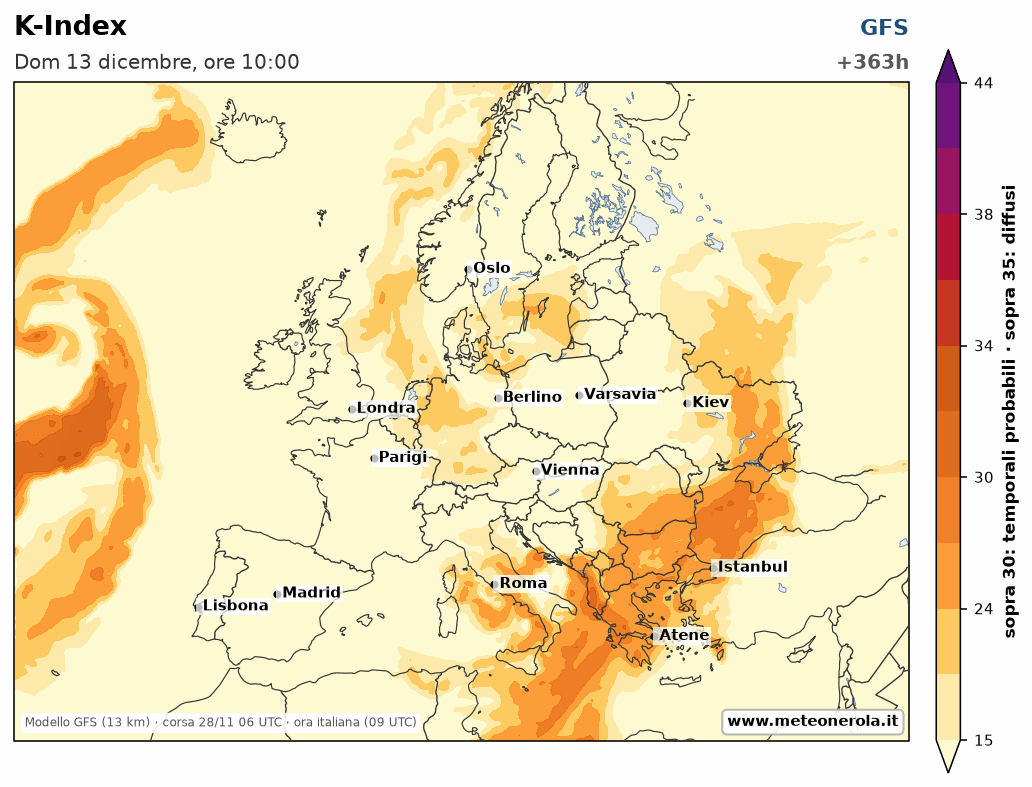 K-Index
GFS
Dom 13 dicembre, ore 10:00
+363h
44
38
34
30
24
15
sopra 30: temporali probabili · sopra 35: diffusi
Oslo
Berlino
Varsavia
Londra
Kiev
Parigi
Vienna
Istanbul
Roma
Madrid
Lisbona
Atene
Modello GFS (13 km) · corsa 28/11 06 UTC · ora italiana (09 UTC)
www.meteonerola.it